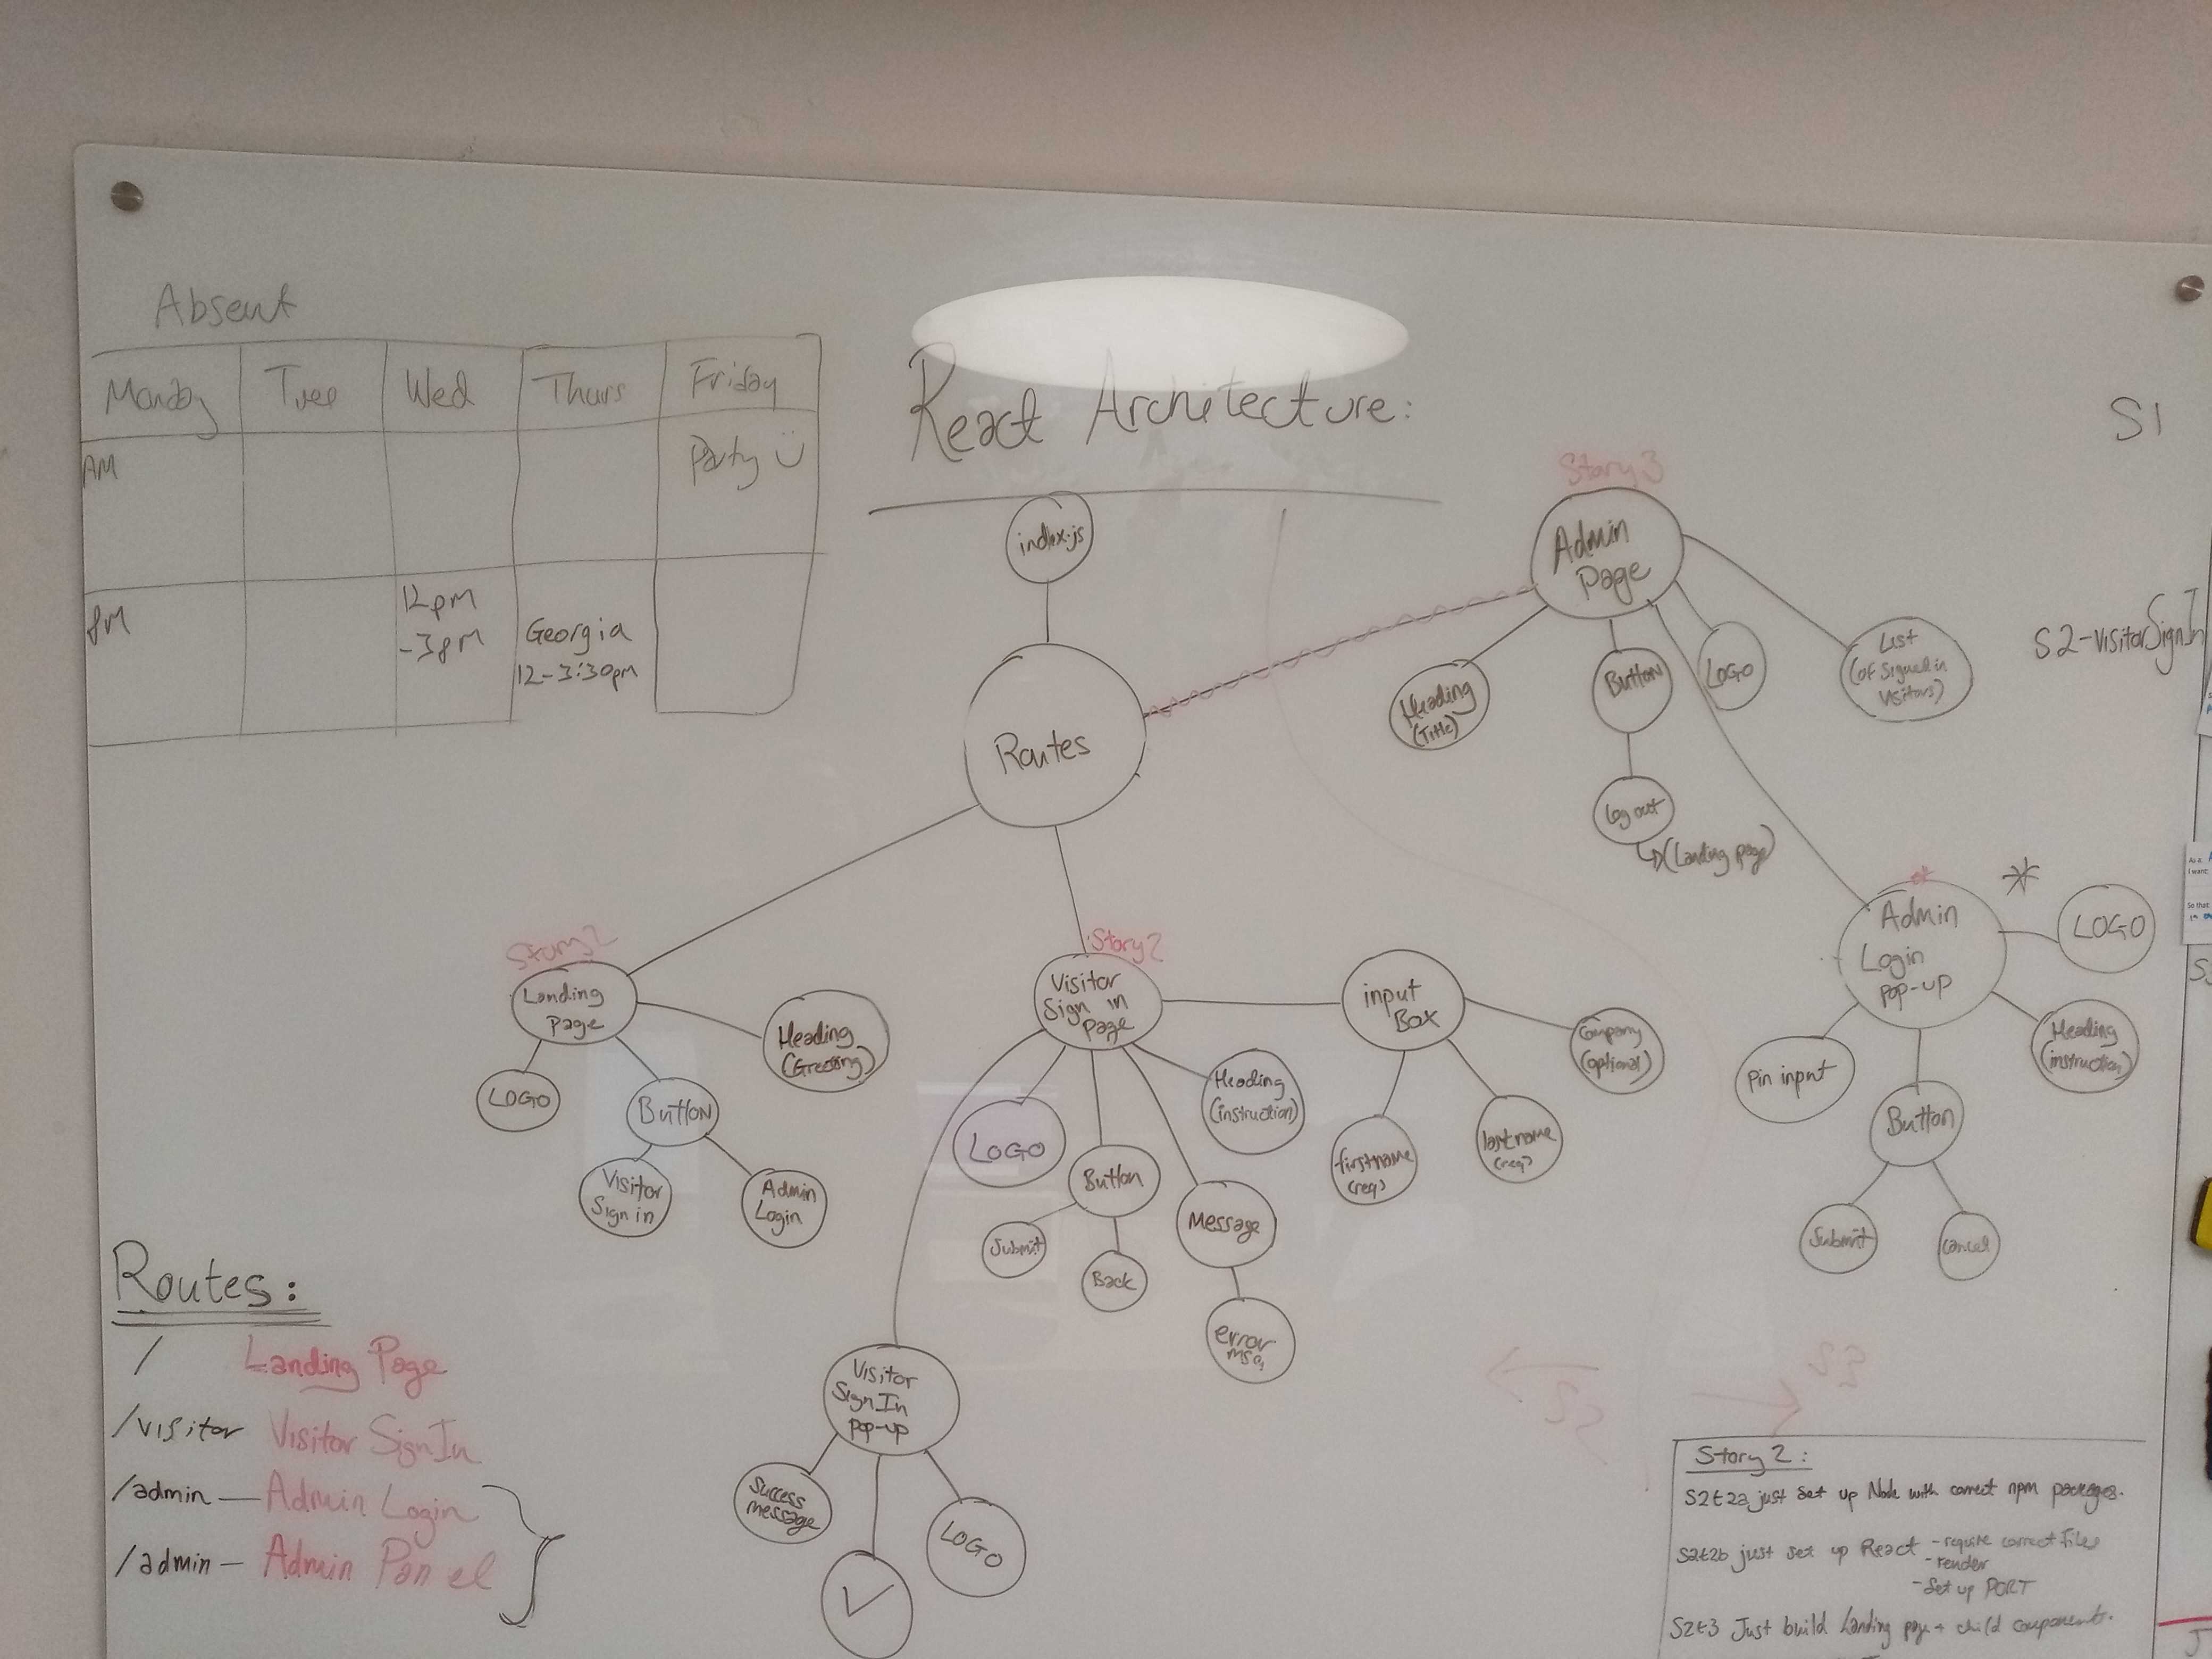 Absent
Monday Tues Wed Thurs Friday
AM
Party
PM
12pm
-3pm
Georgia
12-3:30pm
React Architecture:
index.js
Routes
Story 3
Admin
Page
Heading
(Title)
Button
Log out
(Landing page)
LOGO
List
(of signed in
visitors)
S1
S2-visitorSignIn
*
Admin
Login
Pop-up
LOGO
Heading
(instruction)
Pin input
Button
Submit
Cancel
Story 2
Landing
page
LOGO
Button
Visitor
Sign in
Admin
Login
Heading
(Greeting)
Story 2
Visitor
Sign in
page
LOGO
Button
Submit
Back
Message
error
msg
Heading
(instruction)
input
Box
firstname
(req)
lastname
(req)
Company
(optional)
Visitor
Sign In
pop-up
Success
message
LOGO
Routes:
/ Landing Page
/visitor Visitor SignIn
/admin — Admin Login
/admin — Admin Panel
S2
S3
Story 2:
S2t2a just set up Node with correct npm packages.
S2t2b just set up React - require correct files
- render
- Set up PORT
S2t3 Just build Landing page + child components.